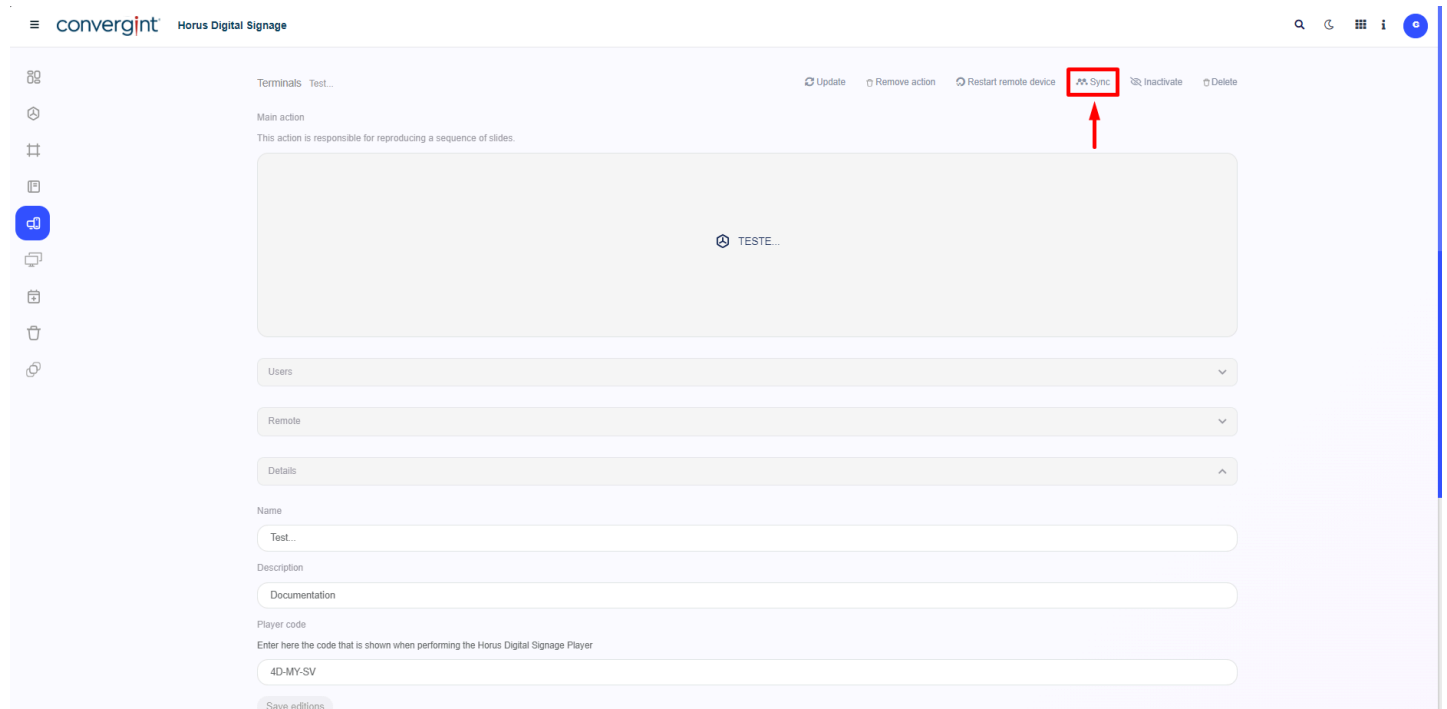 convergint Horus Digital Signage G
Terminals Test... Update Remove action Restart remote device Sync Inactivate Delete
Main action
This action is responsible for reproducing a sequence of slides.
TESTE...
Users
Remote
Details
Name
Test...
Description
Documentation
Player code
Enter here the code that is shown when performing the Horus Digital Signage Player
4D-MY-SV
Save editions